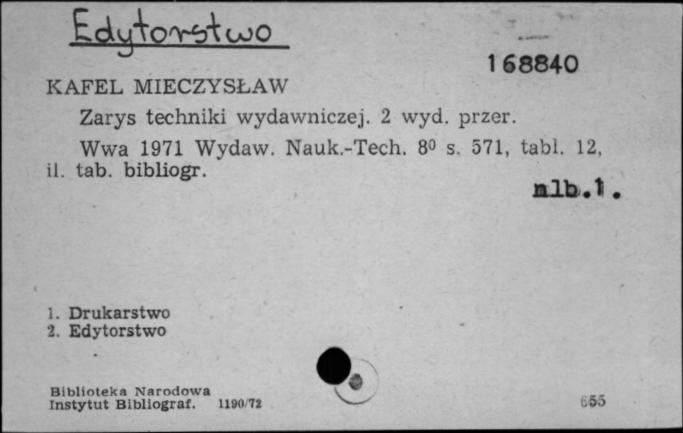 Edytorstwo
168840
KAFEL MIECZYSŁAW
Zarys techniki wydawniczej. 2 wyd. przer.
Wwa 1971 Wydaw. Nauk.-Tech. 8⁰ s. 571, tabl. 12,
il. tab. bibliogr.
nlb.1.
1. Drukarstwo
2. Edytorstwo
Biblioteka Narodowa
Instytut Bibliograf. 1190/72
655